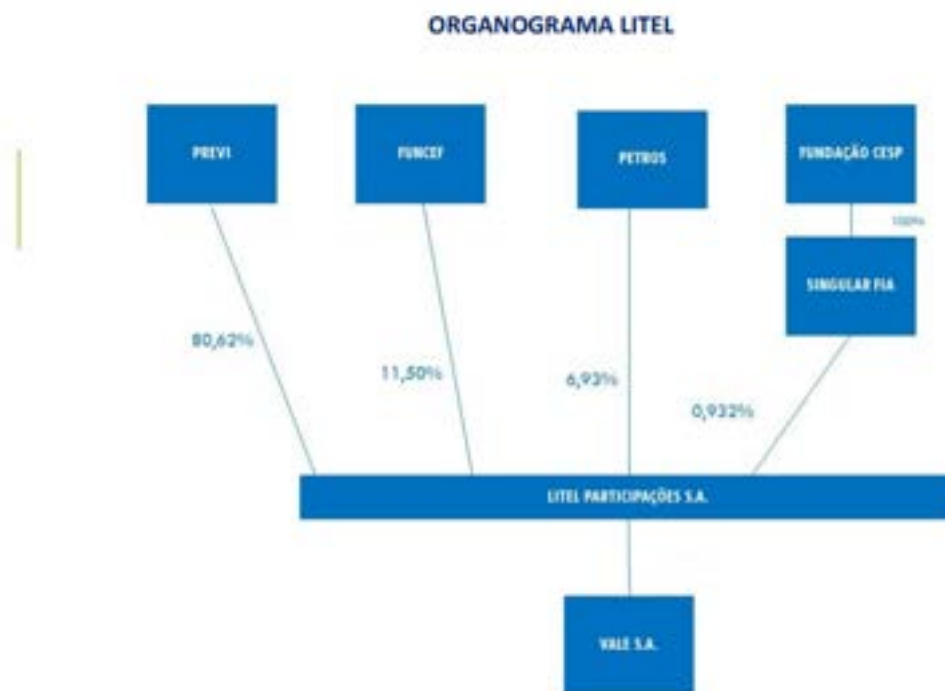 ORGANOGRAMA LITEL
PREVI
FUNCEF
PETROS
FUNDAÇÃO CESP
100%
SINGULAR FIA
80,62%
11,50%
6,93%
0,932%
LITEL PARTICIPAÇÕES S.A.
VALE S.A.